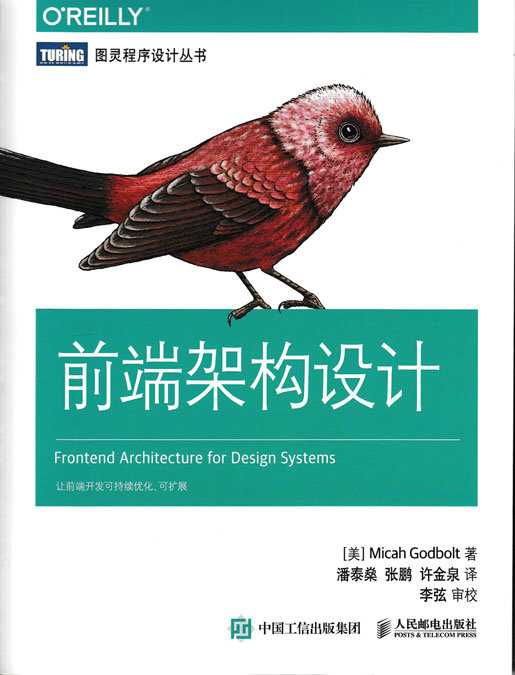 O'REILLY®
TURING 图灵程序设计丛书
前端架构设计
Frontend Architecture for Design Systems
让前端开发可持续优化、可扩展
[美] Micah Godbolt 著
潘泰燊 张鹏 许金泉 译
李弦 审校
中国工信出版集团 人民邮电出版社
POSTS & TELECOM PRESS